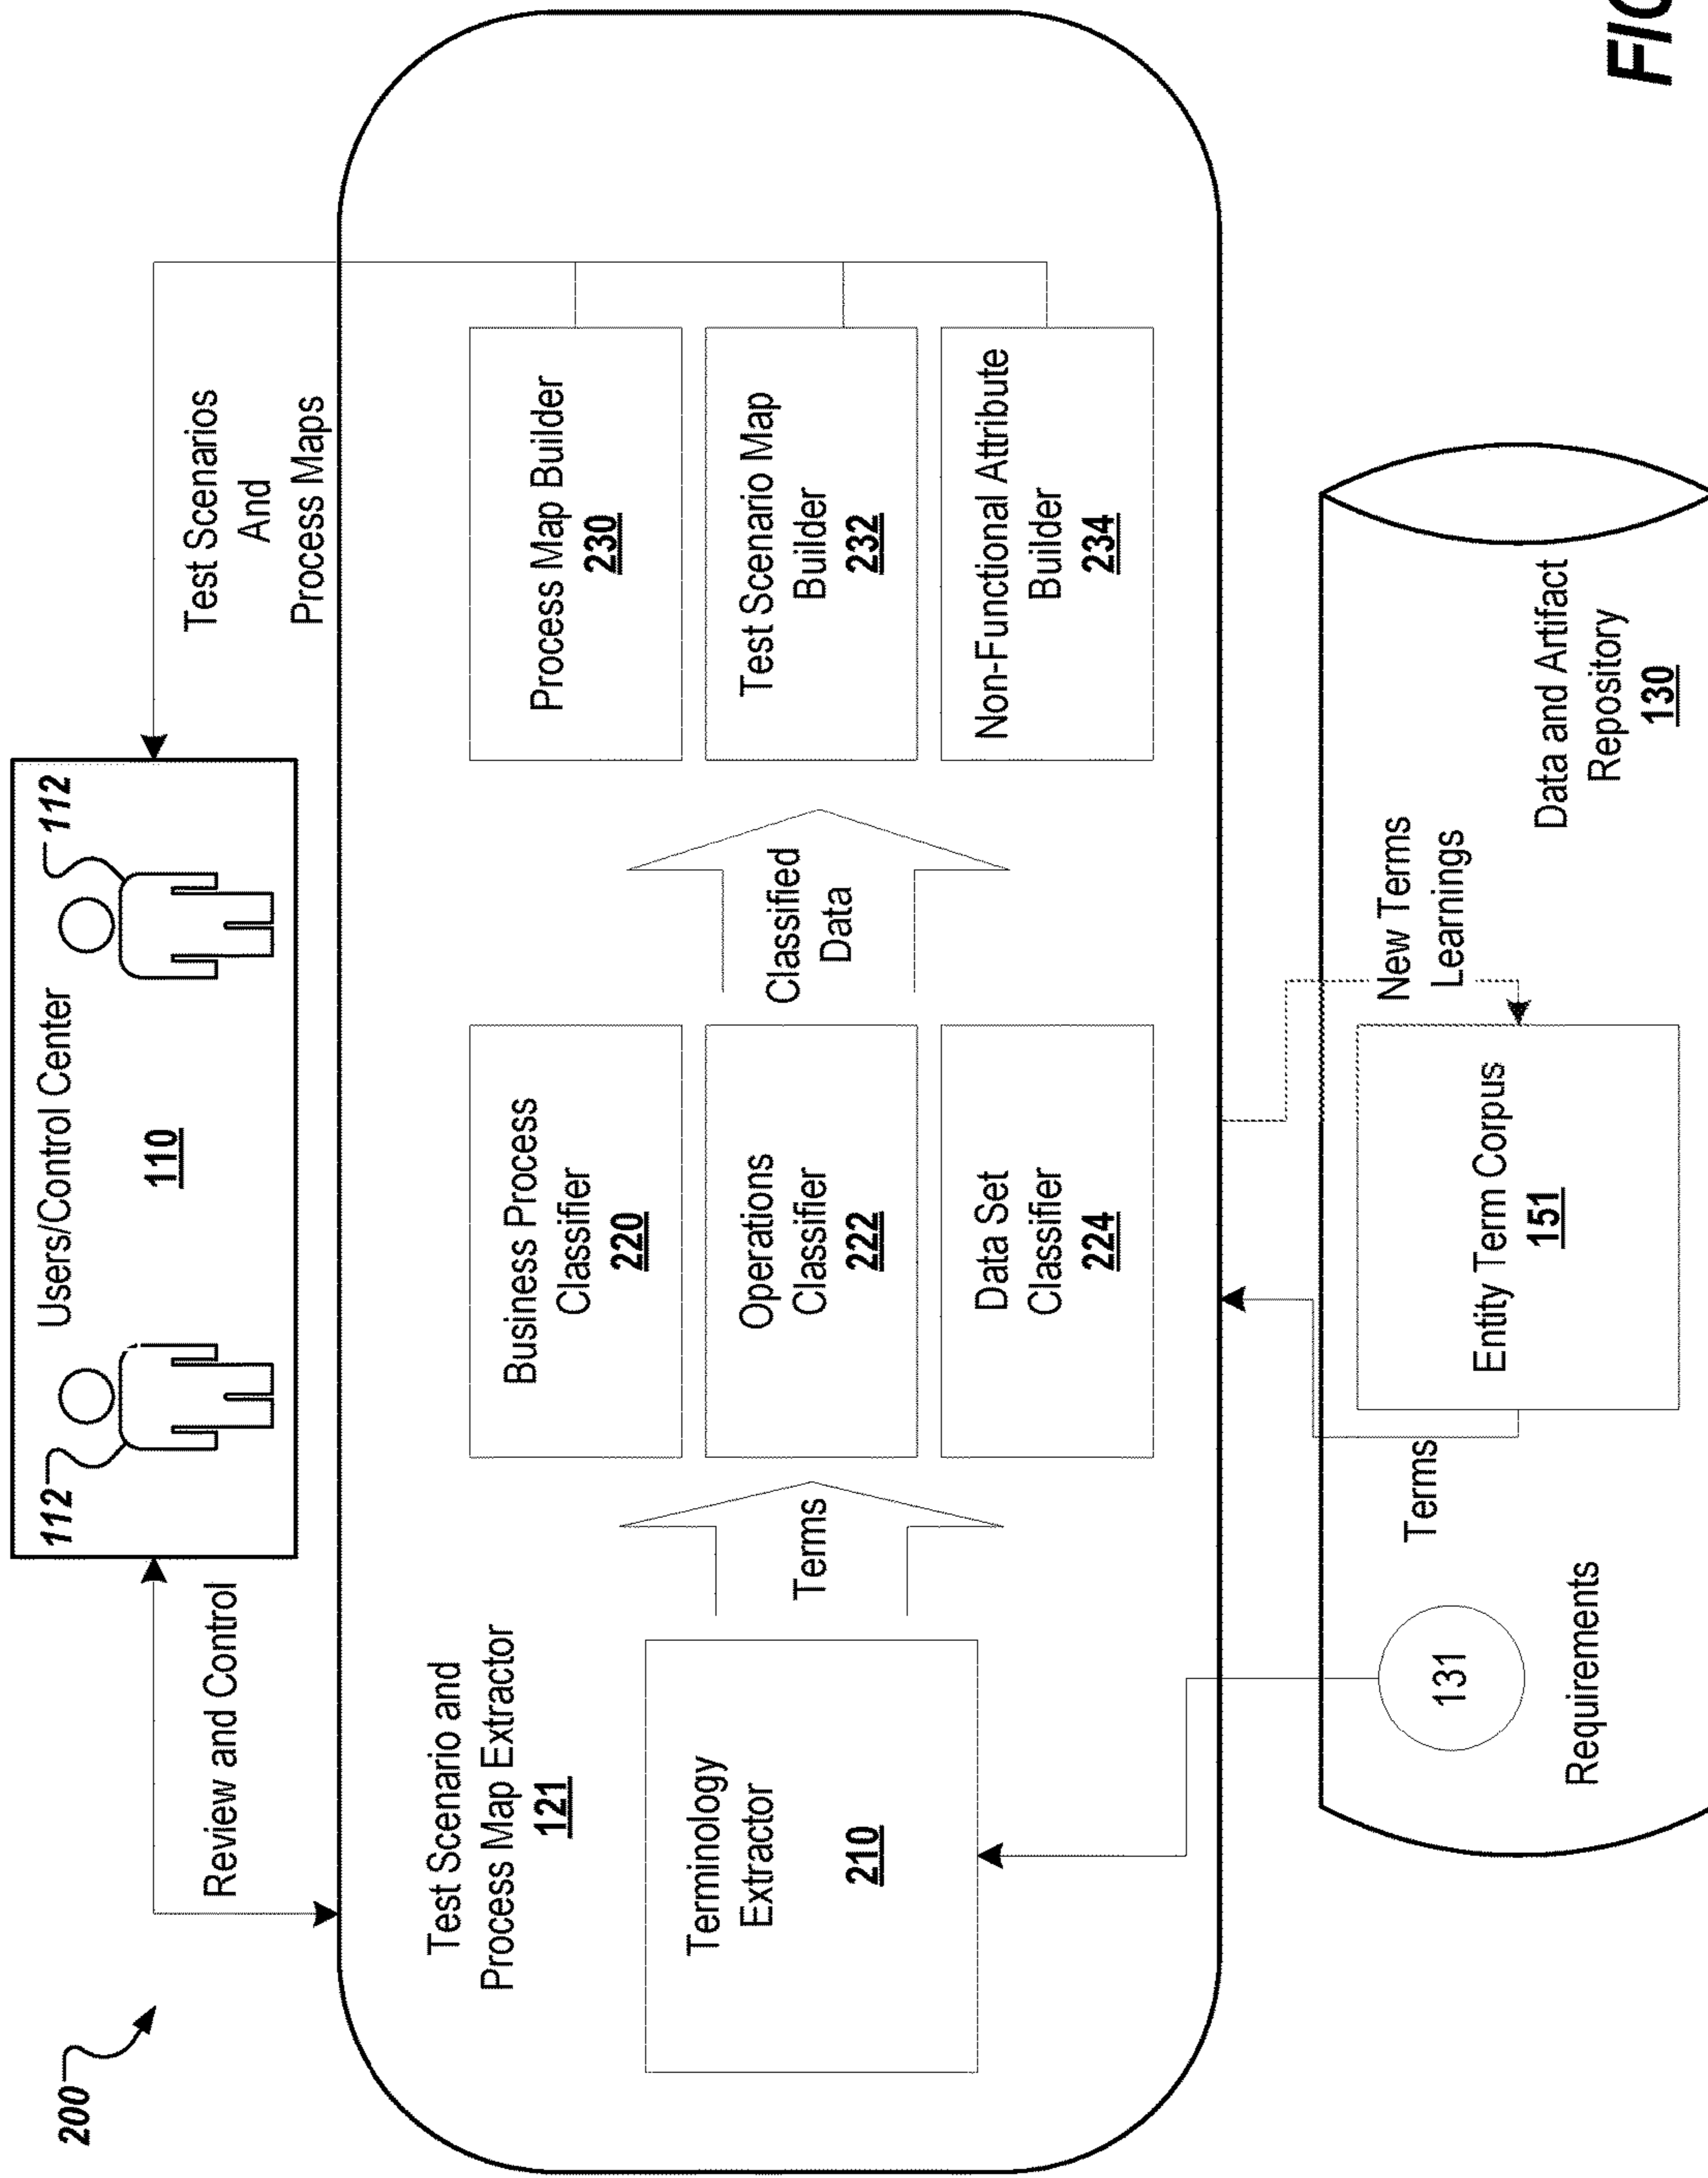 200
Users/Control Center
110
112
112
Review and Control
Test Scenarios
And
Process Maps
Test Scenario and
Process Map Extractor
121
Terminology
Extractor
210
Terms
Business Process
Classifier
220
Operations
Classifier
222
Data Set
Classifier
224
Classified
Data
Process Map Builder
230
Test Scenario Map
Builder
232
Non-Functional Attribute
Builder
234
131
Requirements
Terms
Entity Term Corpus
151
New Terms
Learnings
Data and Artifact
Repository
130